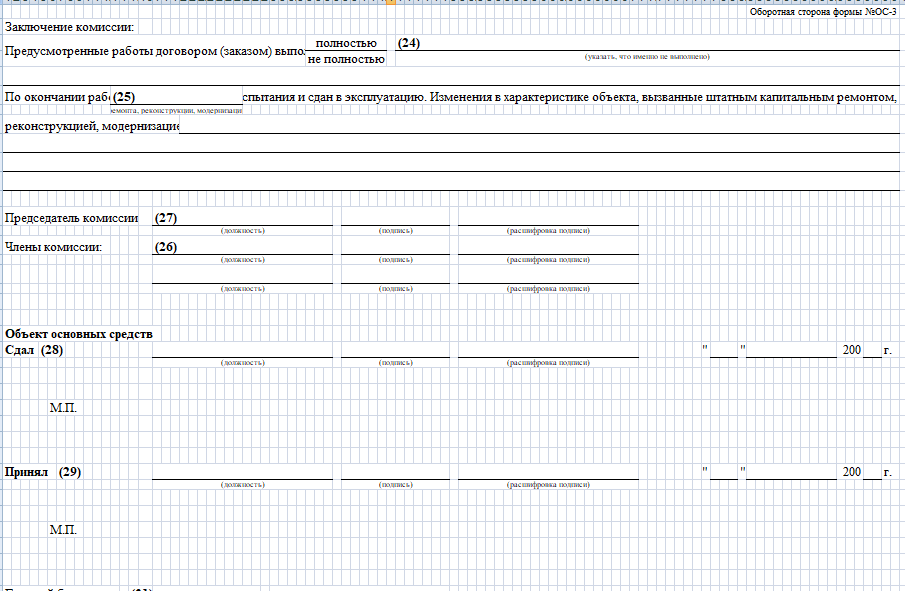 Оборотная сторона формы №ОС-3
Заключение комиссии:
Предусмотренные работы договором (заказом) выпо. полностью (24)
не полностью
(указать, что именно не выполнено)
По окончании раб (25) спытания и сдан в эксплуатацию. Изменения в характеристике объекта, вызванные штатным капитальным ремонтом,
емонта, реконструкции, модернизаци
реконструкцией, модернизацие
Председатель комиссии (27)
(должность) (подпись) (расшифровка подписи)
Члены комиссии: (26)
(должность) (подпись) (расшифровка подписи)
(должность) (подпись) (расшифровка подписи)
Объект основных средств
Сдал (28) " " 200 г.
(должность) (подпись) (расшифровка подписи)
М.П.
Принял (29) " " 200 г.
(должность) (подпись) (расшифровка подписи)
М.П.